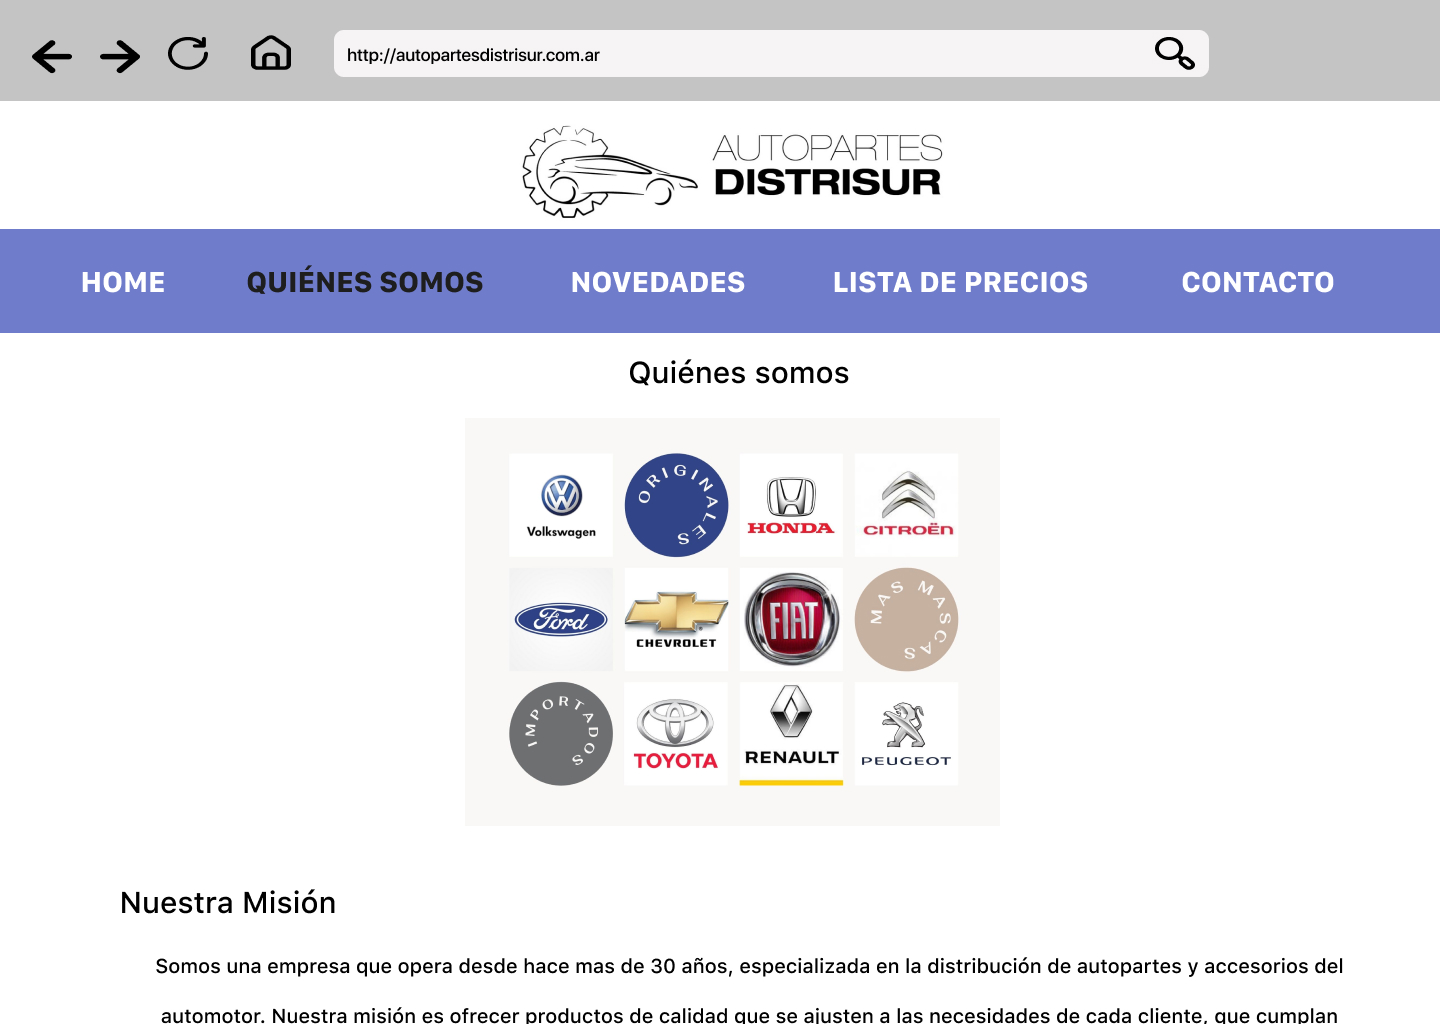 http://autopartesdistrisur.com.ar
AUTOPARTES
DISTRISUR
HOME QUIÉNES SOMOS NOVEDADES LISTA DE PRECIOS CONTACTO
Quiénes somos
Volkswagen
ORIGINALES
HONDA
CITROËN
Ford
CHEVROLET
FIAT
MAS MASCAS
IMPORTADOS
TOYOTA
RENAULT
PEUGEOT
Nuestra Misión
Somos una empresa que opera desde hace mas de 30 años, especializada en la distribución de autopartes y accesorios del
automotor. Nuestra misión es ofrecer productos de calidad que se ajusten a las necesidades de cada cliente, que cumplan